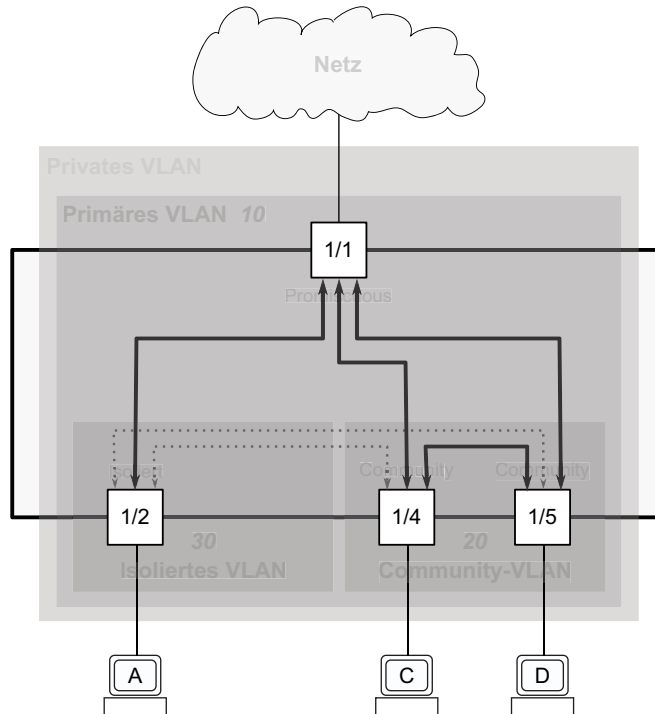 Netz
Privates VLAN
Primäres VLAN 10
1/1
Promiscuous
Isoliert
Community
Community
1/2
1/4
1/5
30
20
Isoliertes VLAN
Community-VLAN
A
C
D